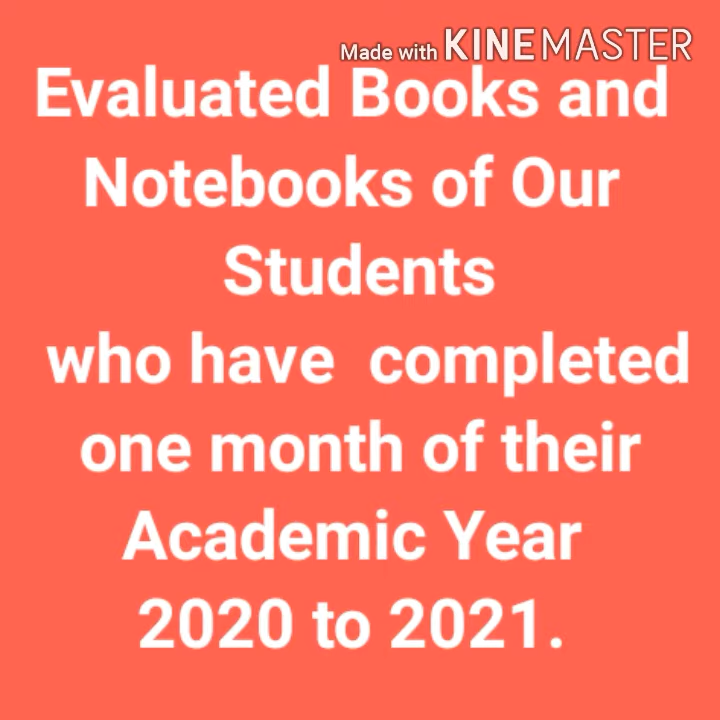 Made with KINEMASTER
Evaluated Books and
Notebooks of Our
Students
who have completed
one month of their
Academic Year
2020 to 2021.